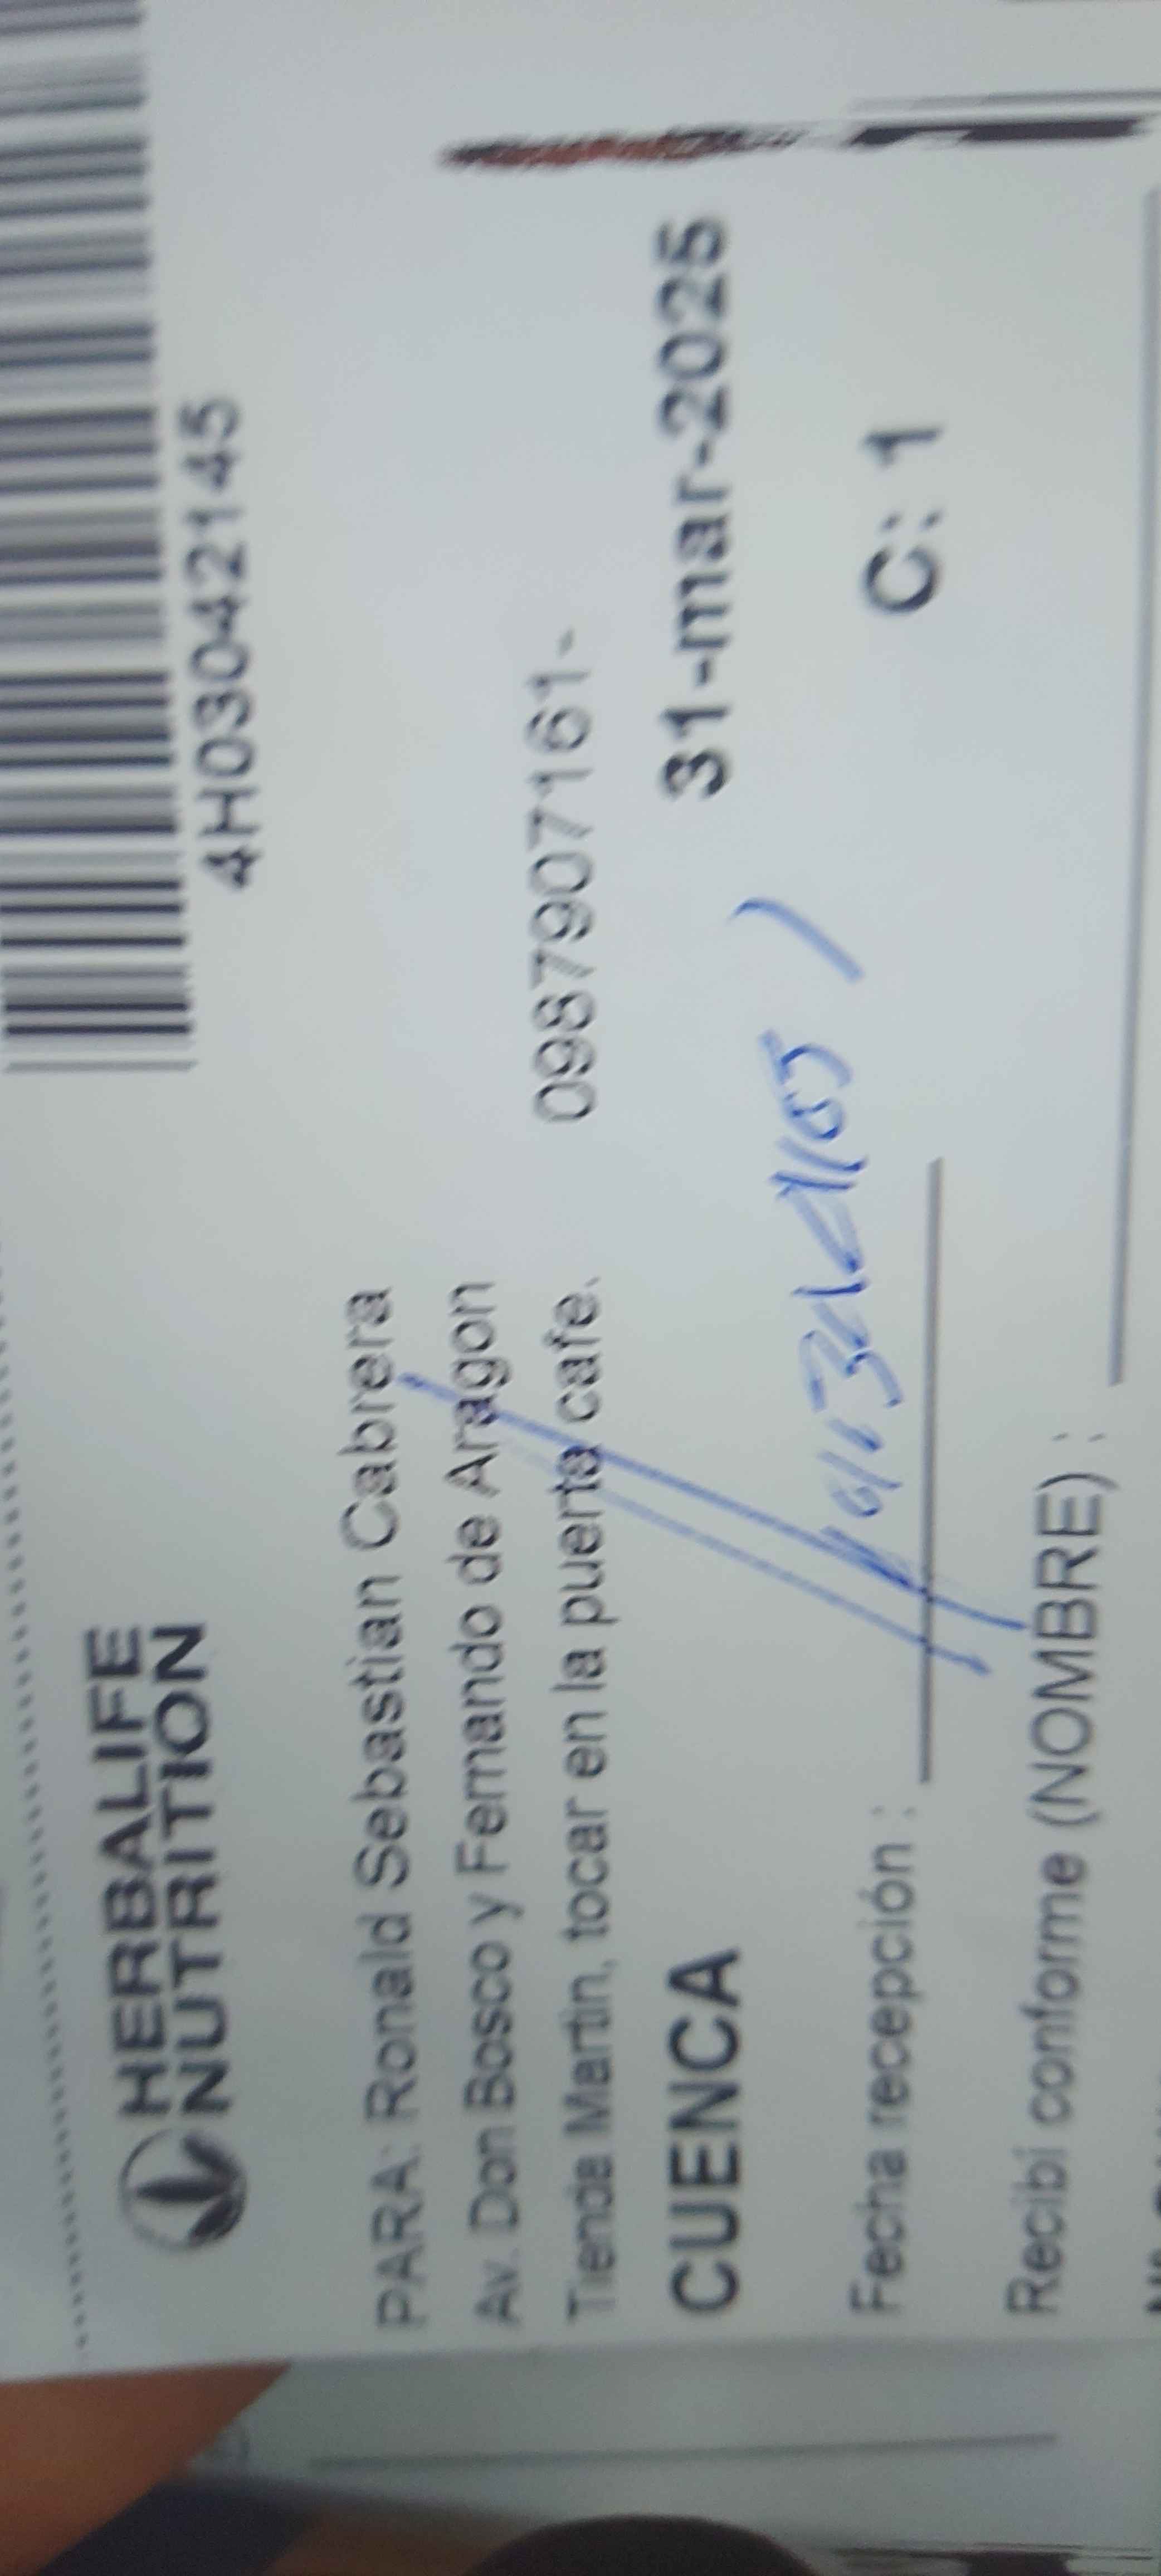 HERBALIFE
NUTRITION
4H03042145
PARA: Ronald Sebastian Cabrera
Av. Don Bosco y Fernando de Aragon
Tienda Martin, tocar en la puerta cafe. 0987907161-
CUENCA 31-mar-2025
Fecha recepción :
C: 1
Recibí conforme (NOMBRE) :